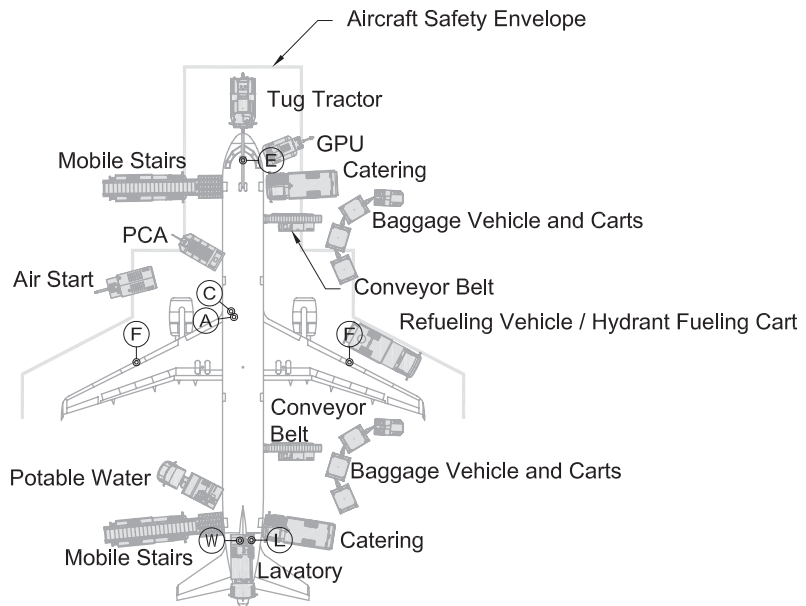 Aircraft Safety Envelope
Tug Tractor
GPU
E
Mobile Stairs
Catering
Baggage Vehicle and Carts
PCA
Air Start
Conveyor Belt
C
A
F
F
Refueling Vehicle / Hydrant Fueling Cart
Conveyor
Belt
Potable Water
Baggage Vehicle and Carts
W
L
Catering
Mobile Stairs
Lavatory